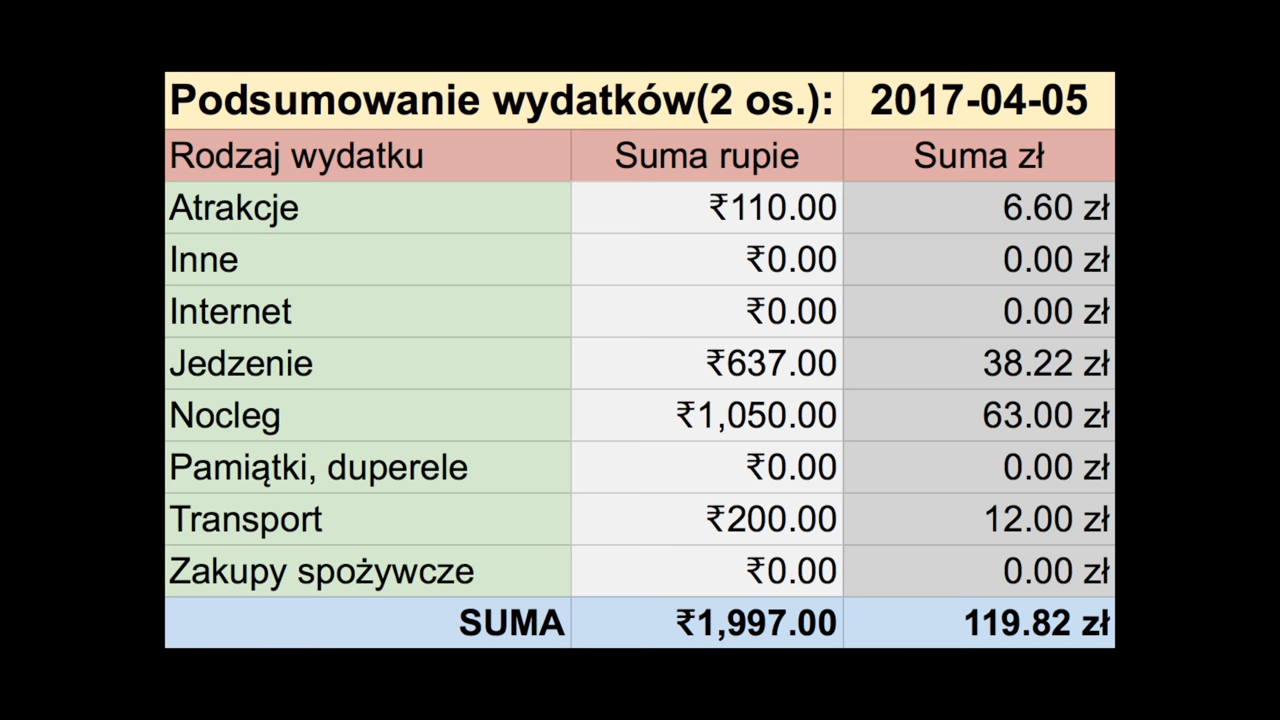 Podsumowanie wydatków(2 os.): 2017-04-05
Rodzaj wydatku Suma rupie Suma zł
Atrakcje ₹110.00 6.60 zł
Inne ₹0.00 0.00 zł
Internet ₹0.00 0.00 zł
Jedzenie ₹637.00 38.22 zł
Nocleg ₹1,050.00 63.00 zł
Pamiątki, duperele ₹0.00 0.00 zł
Transport ₹200.00 12.00 zł
Zakupy spożywcze ₹0.00 0.00 zł
SUMA ₹1,997.00 119.82 zł